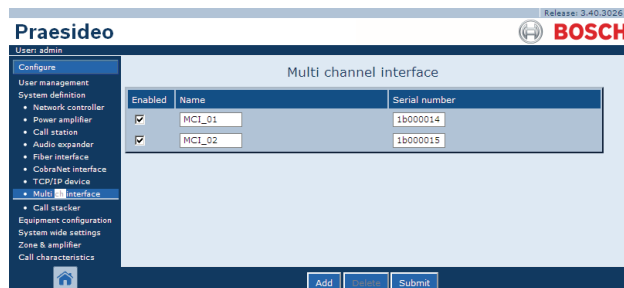 Release: 3.40.3026
Praesideo
BOSCH
User: admin
Configure
Multi channel interface
User management
System definition
• Network controller
• Power amplifier
• Call station
• Audio expander
• Fiber interface
• CobraNet interface
• TCP/IP device
• Multi ch interface
• Call stacker
Equipment configuration
System wide settings
Zone & amplifier
Call characteristics
Enabled Name Serial number
MCI_01 1b000014
MCI_02 1b000015
Add Delete Submit